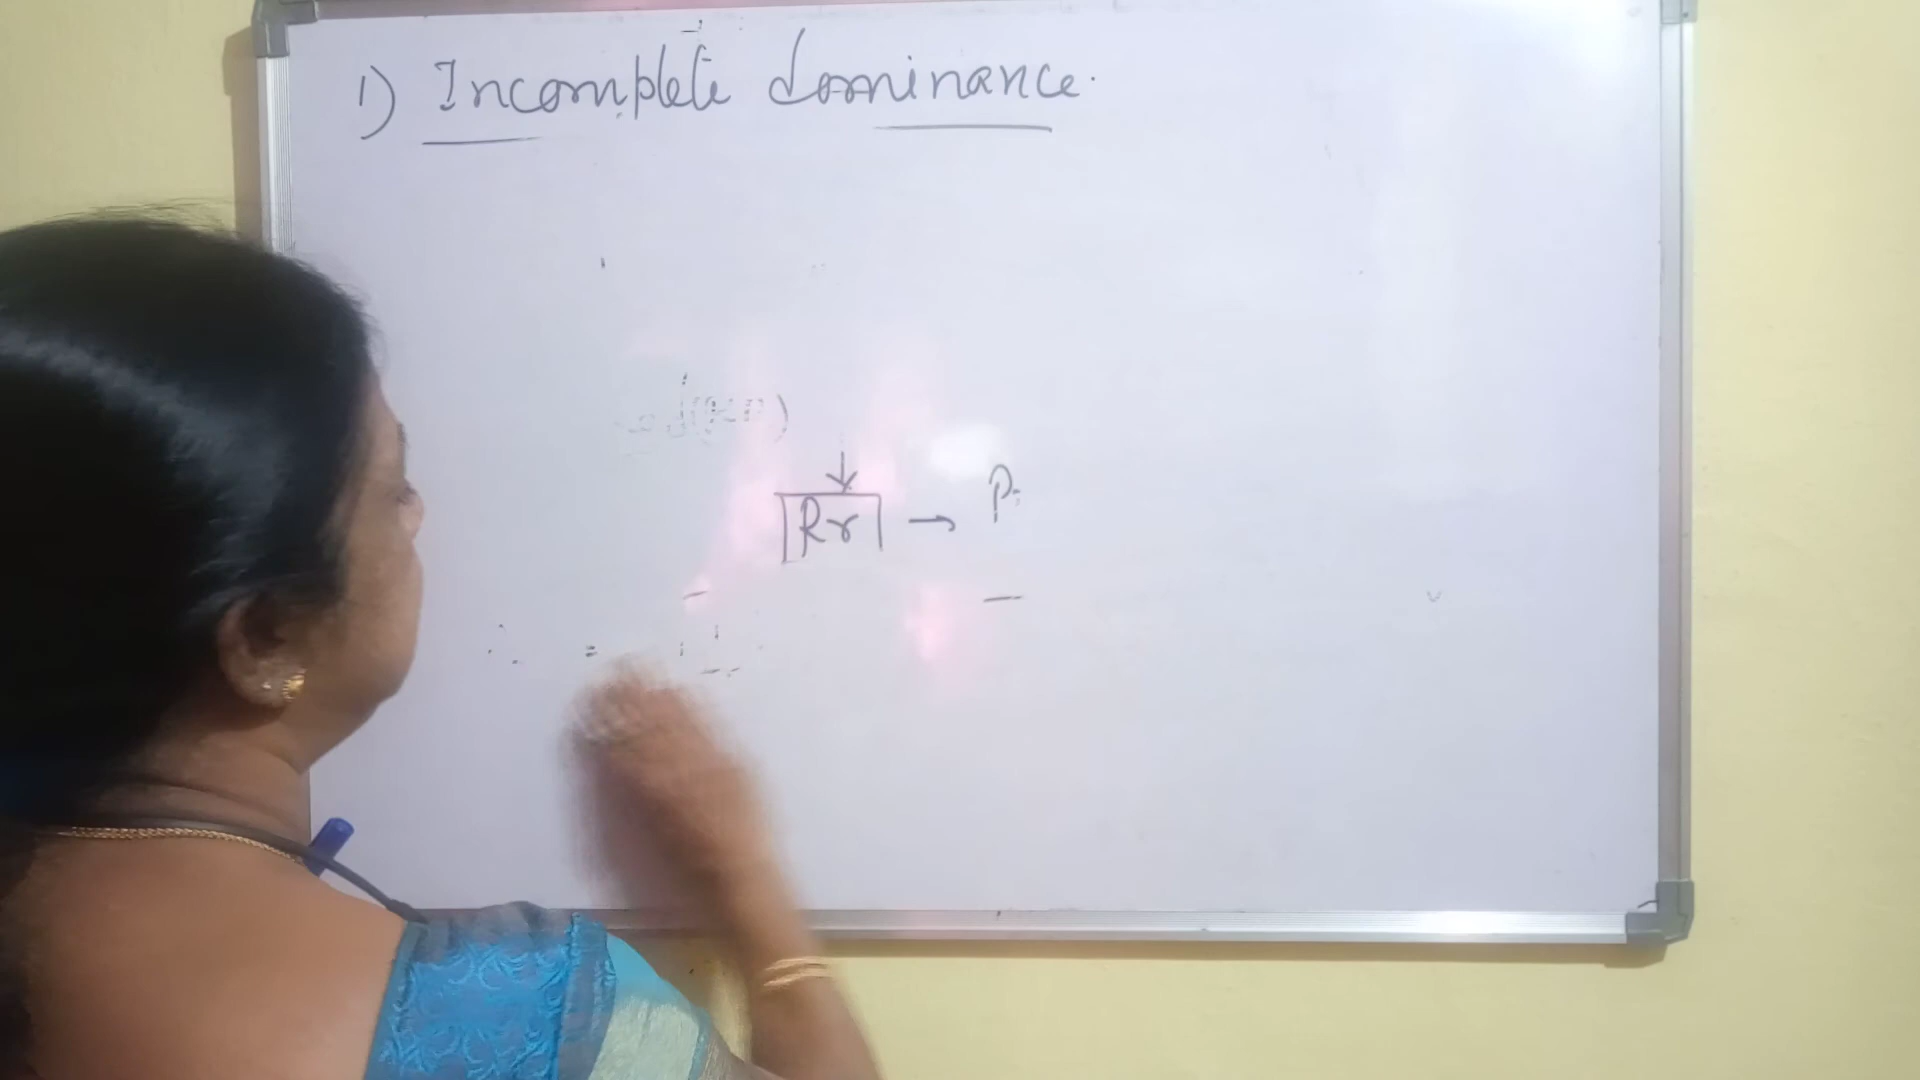 1) Incomplete dominance.
Rr → P